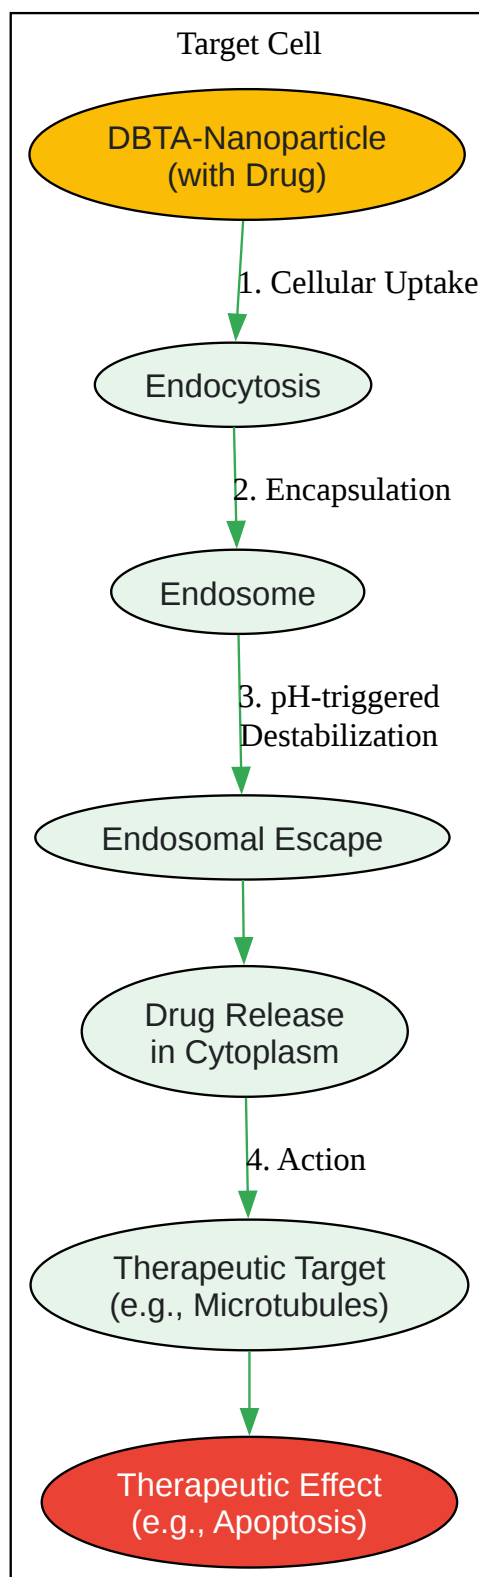 Target Cell
DBTA-Nanoparticle
(with Drug)
1. Cellular Uptake
Endocytosis
2. Encapsulation
Endosome
3. pH-triggered
Destabilization
Endosomal Escape
Drug Release
in Cytoplasm
4. Action
Therapeutic Target
(e.g., Microtubules)
Therapeutic Effect
(e.g., Apoptosis)